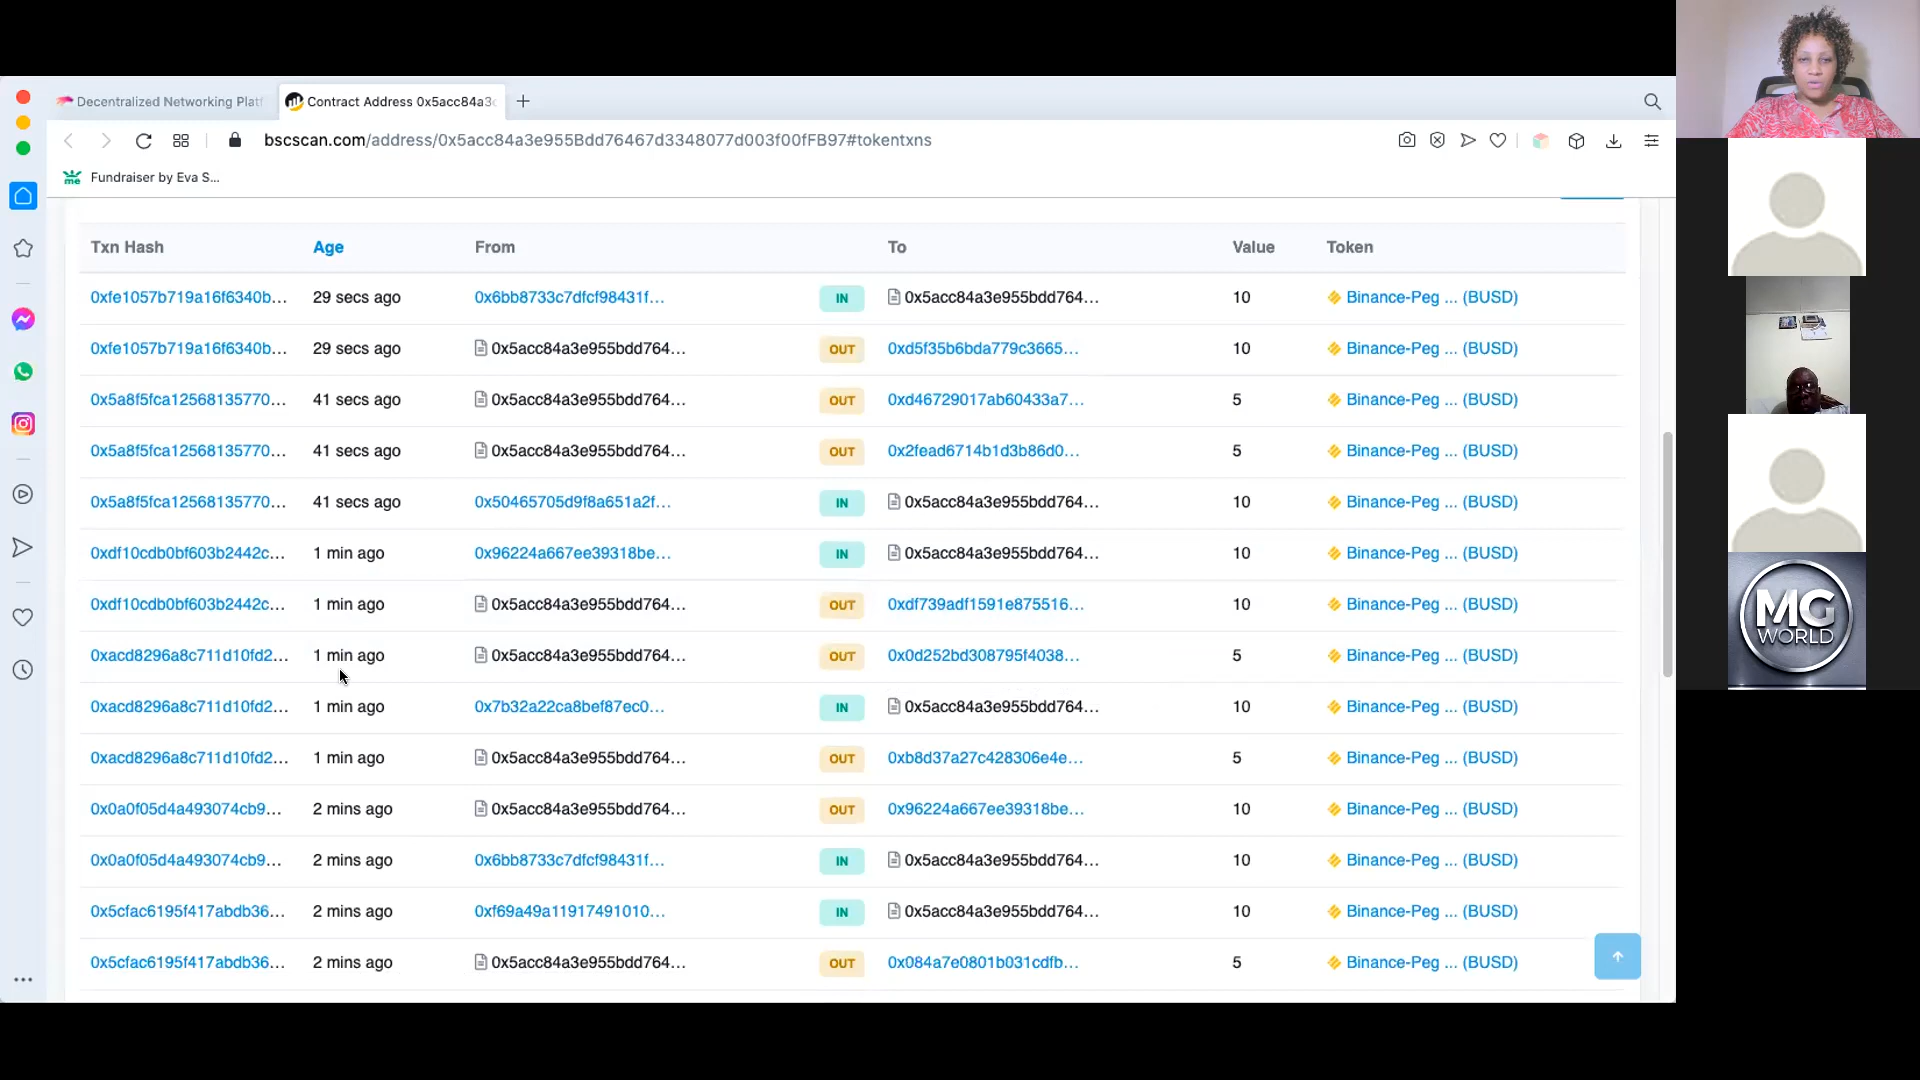 Decentralized Networking Platf
Contract Address 0x5acc84a3c
bscscan.com/address/0x5acc84a3e955Bdd76467d3348077d003f00fFB97#tokentxns
me Fundraiser by Eva S...
Txn Hash Age From To Value Token
0xfe1057b719a16f6340b... 29 secs ago 0x6bb8733c7dfcf98431f... IN 0x5acc84a3e955bdd764... 10 Binance-Peg ... (BUSD)
0xfe1057b719a16f6340b... 29 secs ago 0x5acc84a3e955bdd764... OUT 0xd5f35b6bda779c3665... 10 Binance-Peg ... (BUSD)
0x5a8f5fca12568135770... 41 secs ago 0x5acc84a3e955bdd764... OUT 0xd46729017ab60433a7... 5 Binance-Peg ... (BUSD)
0x5a8f5fca12568135770... 41 secs ago 0x5acc84a3e955bdd764... OUT 0x2fead6714b1d3b86d0... 5 Binance-Peg ... (BUSD)
0x5a8f5fca12568135770... 41 secs ago 0x50465705d9f8a651a2f... IN 0x5acc84a3e955bdd764... 10 Binance-Peg ... (BUSD)
0xdf10cdb0bf603b2442c... 1 min ago 0x96224a667ee39318be... IN 0x5acc84a3e955bdd764... 10 Binance-Peg ... (BUSD)
0xdf10cdb0bf603b2442c... 1 min ago 0x5acc84a3e955bdd764... OUT 0xdf739adf1591e875516... 10 Binance-Peg ... (BUSD)
0xacd8296a8c711d10fd2... 1 min ago 0x5acc84a3e955bdd764... OUT 0x0d252bd308795f4038... 5 Binance-Peg ... (BUSD)
0xacd8296a8c711d10fd2... 1 min ago 0x7b32a22ca8bef87ec0... IN 0x5acc84a3e955bdd764... 10 Binance-Peg ... (BUSD)
0xacd8296a8c711d10fd2... 1 min ago 0x5acc84a3e955bdd764... OUT 0xb8d37a27c428306e4e... 5 Binance-Peg ... (BUSD)
0x0a0f05d4a493074cb9... 2 mins ago 0x5acc84a3e955bdd764... OUT 0x96224a667ee39318be... 10 Binance-Peg ... (BUSD)
0x0a0f05d4a493074cb9... 2 mins ago 0x6bb8733c7dfcf98431f... IN 0x5acc84a3e955bdd764... 10 Binance-Peg ... (BUSD)
0x5cfac6195f417abdb36... 2 mins ago 0xf69a49a11917491010... IN 0x5acc84a3e955bdd764... 10 Binance-Peg ... (BUSD)
0x5cfac6195f417abdb36... 2 mins ago 0x5acc84a3e955bdd764... OUT 0x084a7e0801b031cdfb... 5 Binance-Peg ... (BUSD)
MG
WORLD